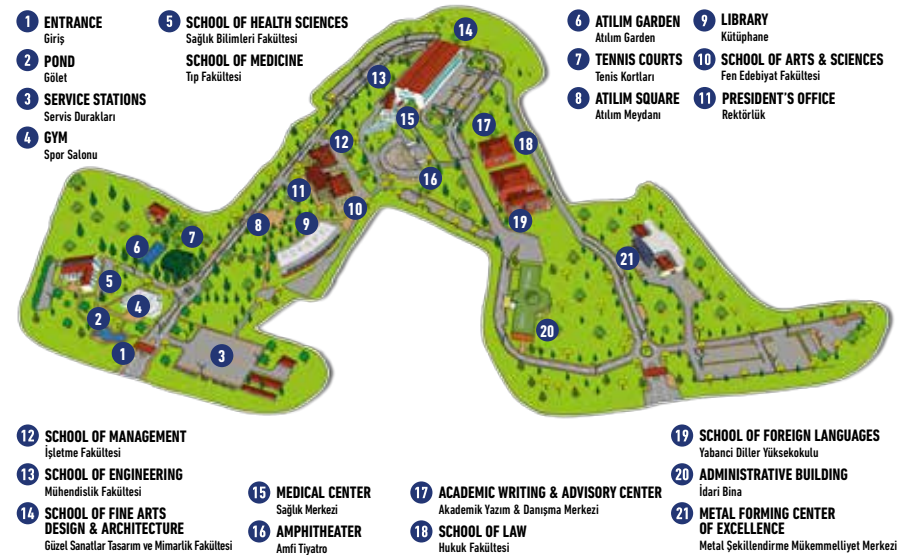 1 ENTRANCE
Giriş
2 POND
Gölet
3 SERVICE STATIONS
Servis Durakları
4 GYM
Spor Salonu
5 SCHOOL OF HEALTH SCIENCES
Sağlık Bilimleri Fakültesi
SCHOOL OF MEDICINE
Tıp Fakültesi
6 ATILIM GARDEN
Atılım Garden
7 TENNIS COURTS
Tenis Kortları
8 ATILIM SQUARE
Atılım Meydanı
9 LIBRARY
Kütüphane
10 SCHOOL OF ARTS & SCIENCES
Fen Edebiyat Fakültesi
11 PRESIDENT'S OFFICE
Rektörlük
14
13
15
17
12
18
16
11
10
19
8
9
7
6
21
5
4
2
20
1
3
12 SCHOOL OF MANAGEMENT
İşletme Fakültesi
13 SCHOOL OF ENGINEERING
Mühendislik Fakültesi
14 SCHOOL OF FINE ARTS
DESIGN & ARCHITECTURE
Güzel Sanatlar Tasarım ve Mimarlik Fakültesi
15 MEDICAL CENTER
Sağlık Merkezi
16 AMPHITHEATER
Amfi Tiyatro
17 ACADEMIC WRITING & ADVISORY CENTER
Akademik Yazım & Danışma Merkezi
18 SCHOOL OF LAW
Hukuk Fakültesi
19 SCHOOL OF FOREIGN LANGUAGES
Yabanci Diller Yüksekokulu
20 ADMINISTRATIVE BUILDING
İdari Bina
21 METAL FORMING CENTER
OF EXCELLENCE
Metal Şekillendirme Mükemmelliyet Merkezi